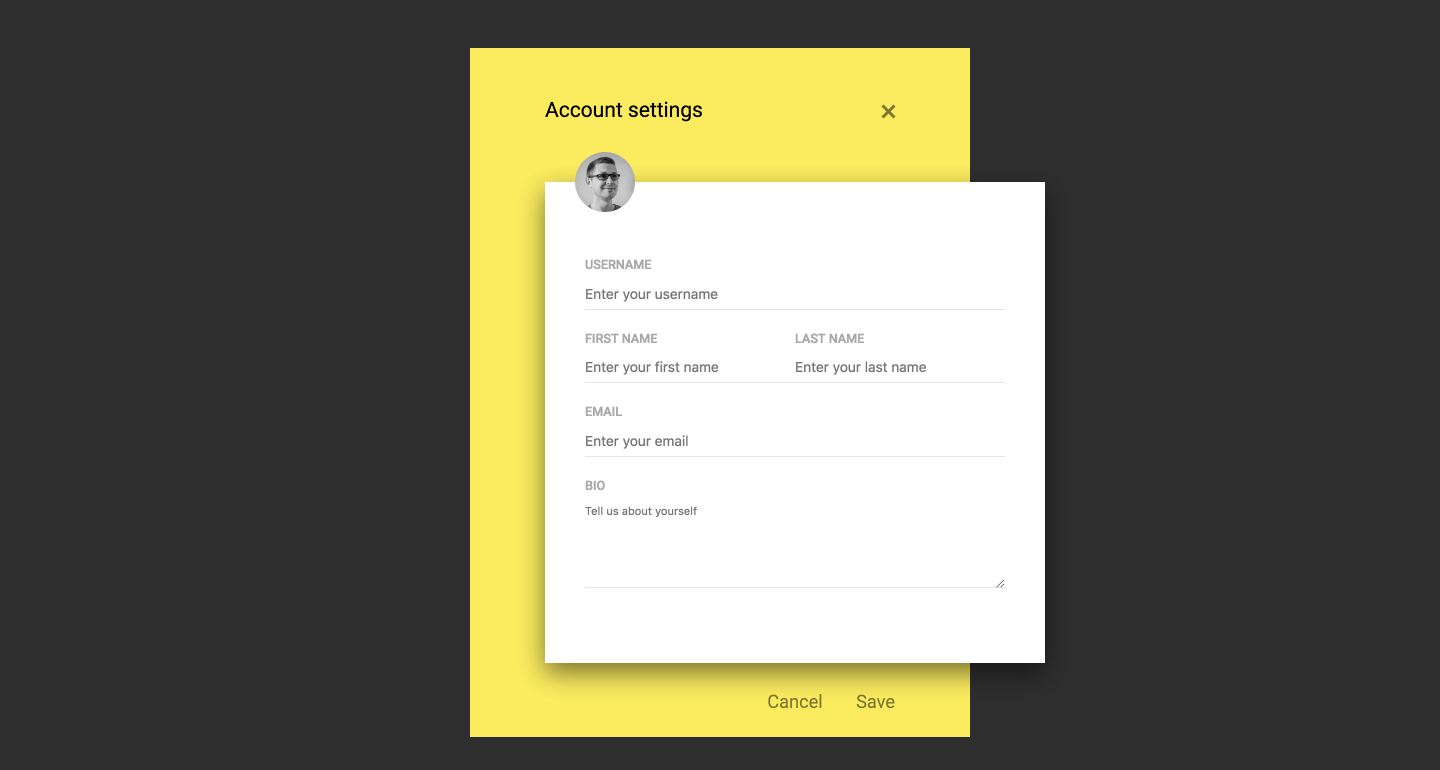 Account settings
USERNAME
Enter your username
FIRST NAME LAST NAME
Enter your first name Enter your last name
EMAIL
Enter your email
BIO
Tell us about yourself
Cancel Save